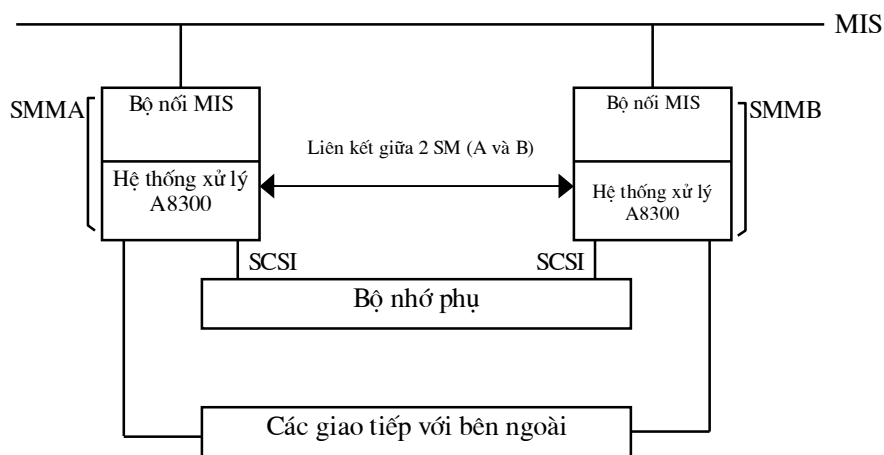 MIS
SMMA
Bộ nối MIS
Bộ nối MIS
SMMB
Liên kết giữa 2 SM (A và B)
Hệ thống xử lý
A8300
Hệ thống xử lý
A8300
SCSI
SCSI
Bộ nhớ phụ
Các giao tiếp với bên ngoài